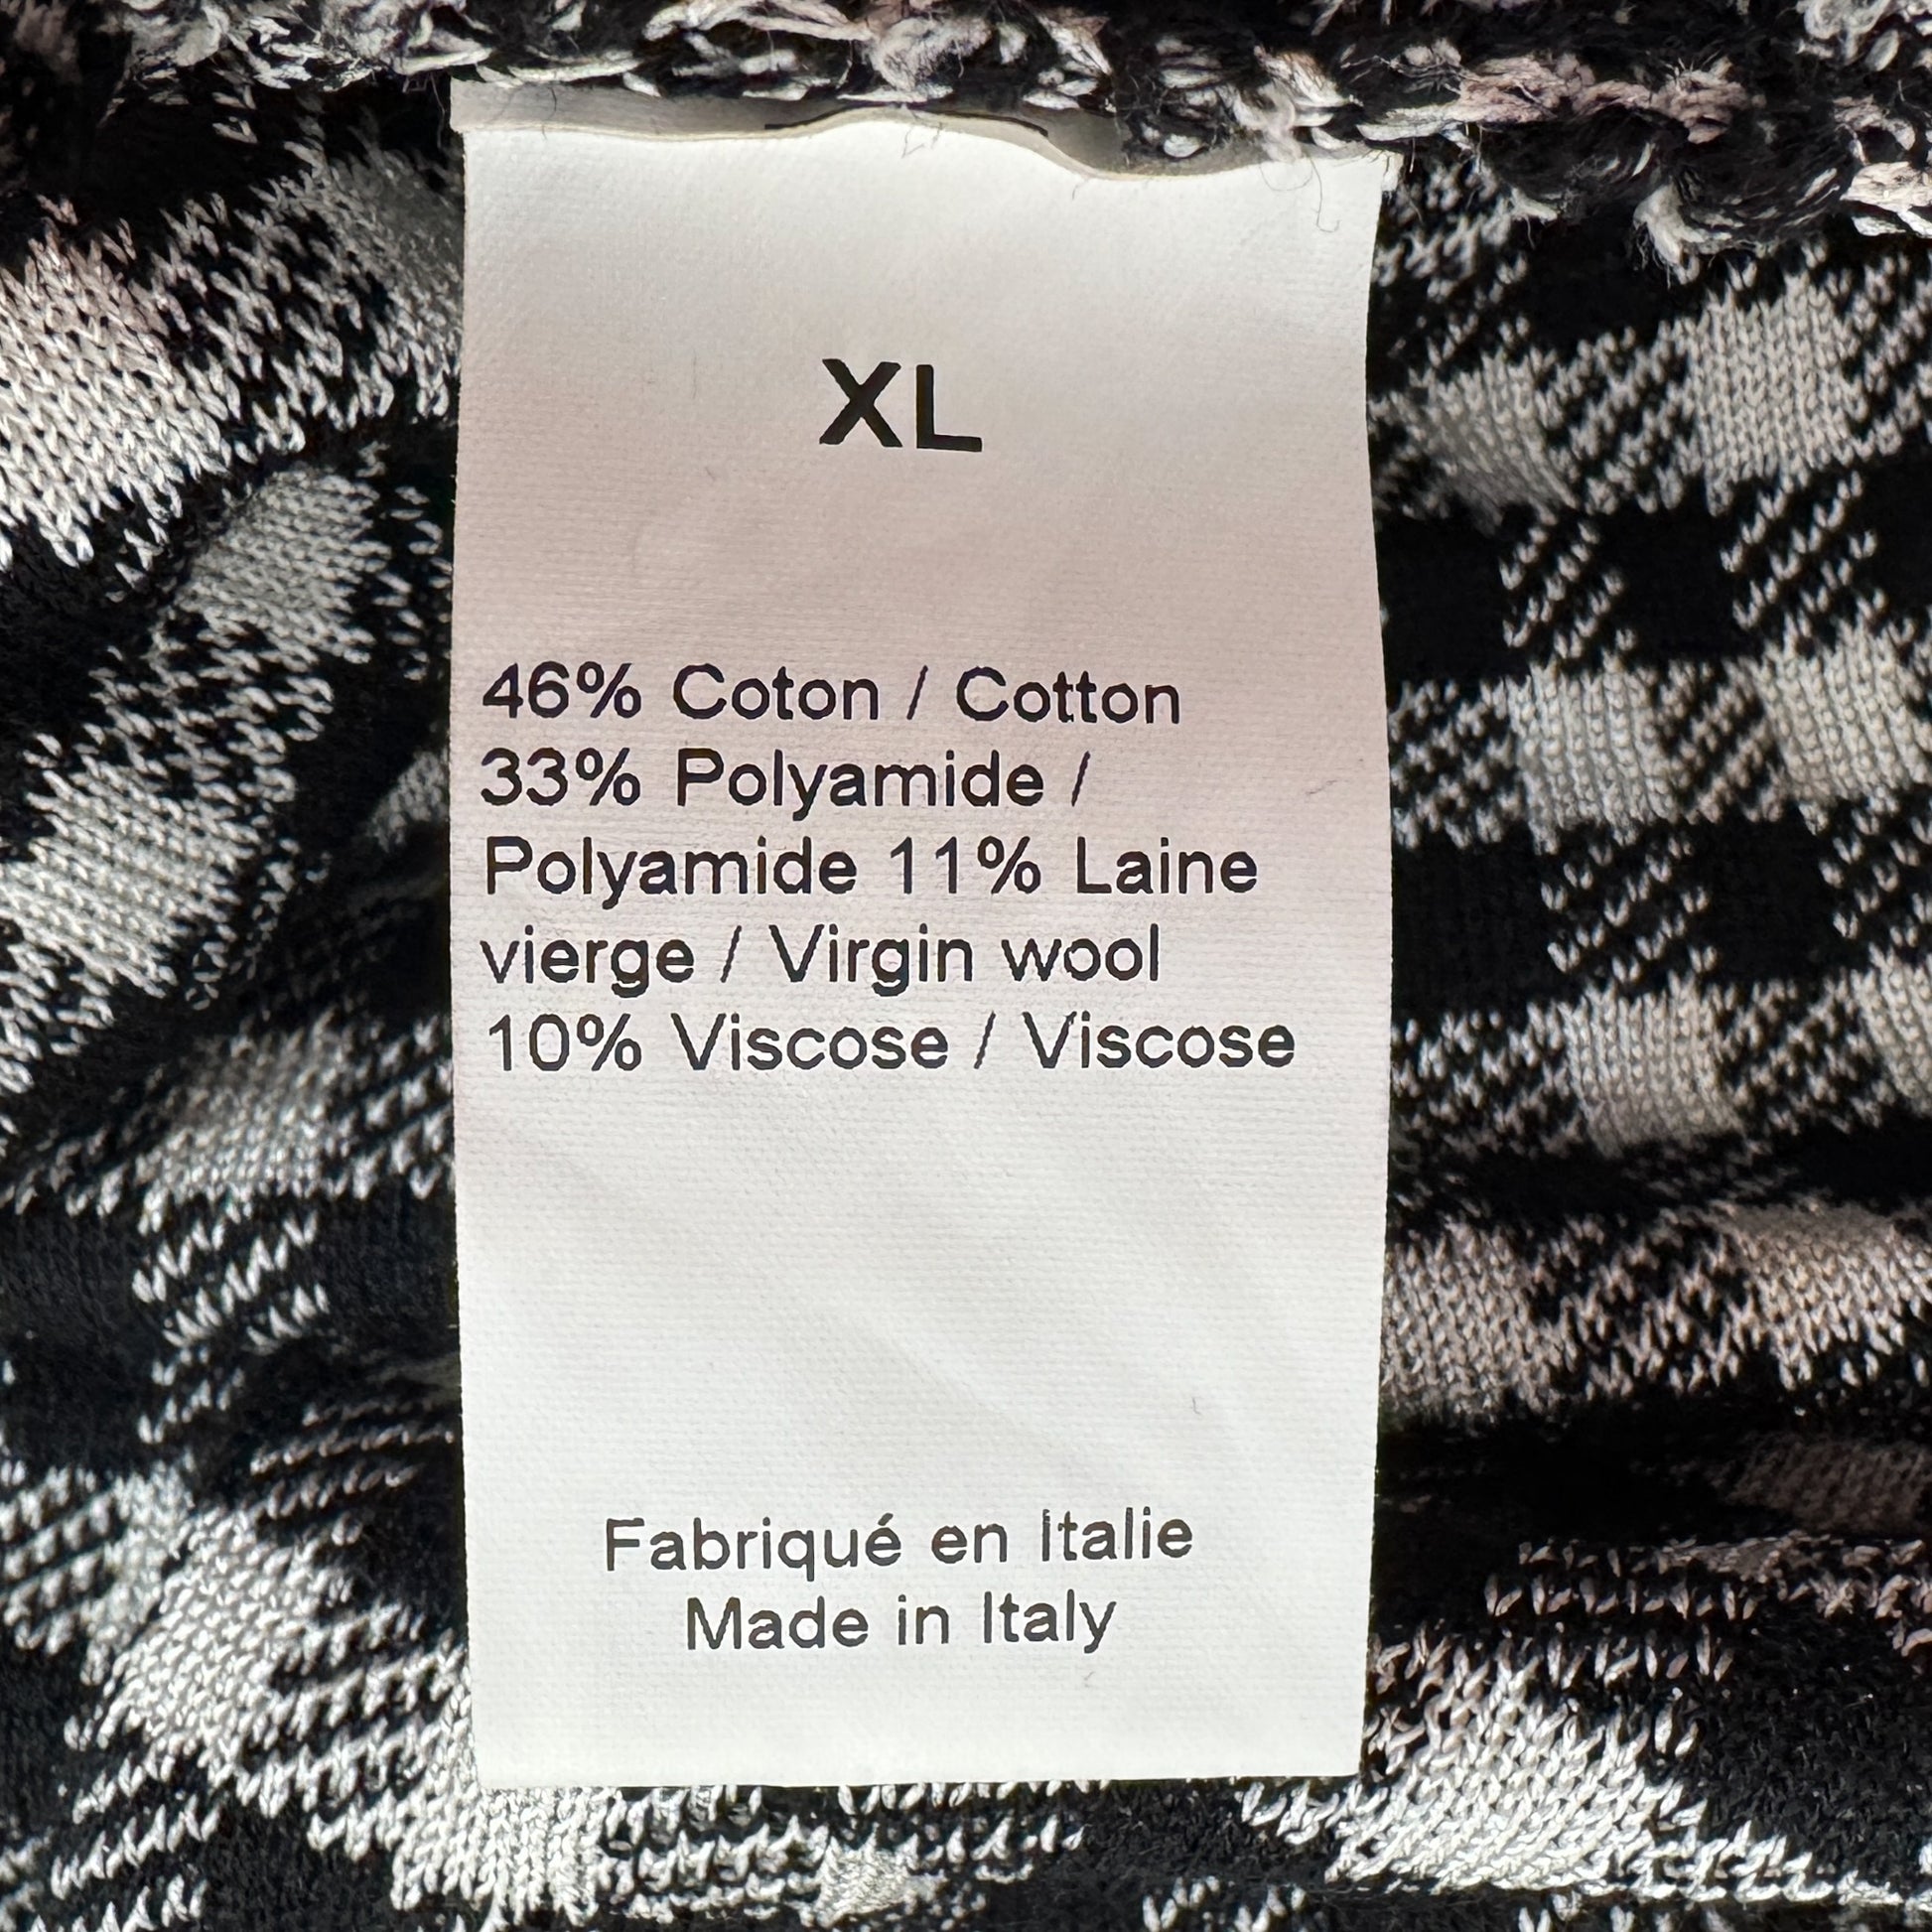 XL
46% Coton / Cotton
33% Polyamide /
Polyamide 11% Laine
vierge / Virgin wool
10% Viscose / Viscose
Fabriqué en Italie
Made in Italy